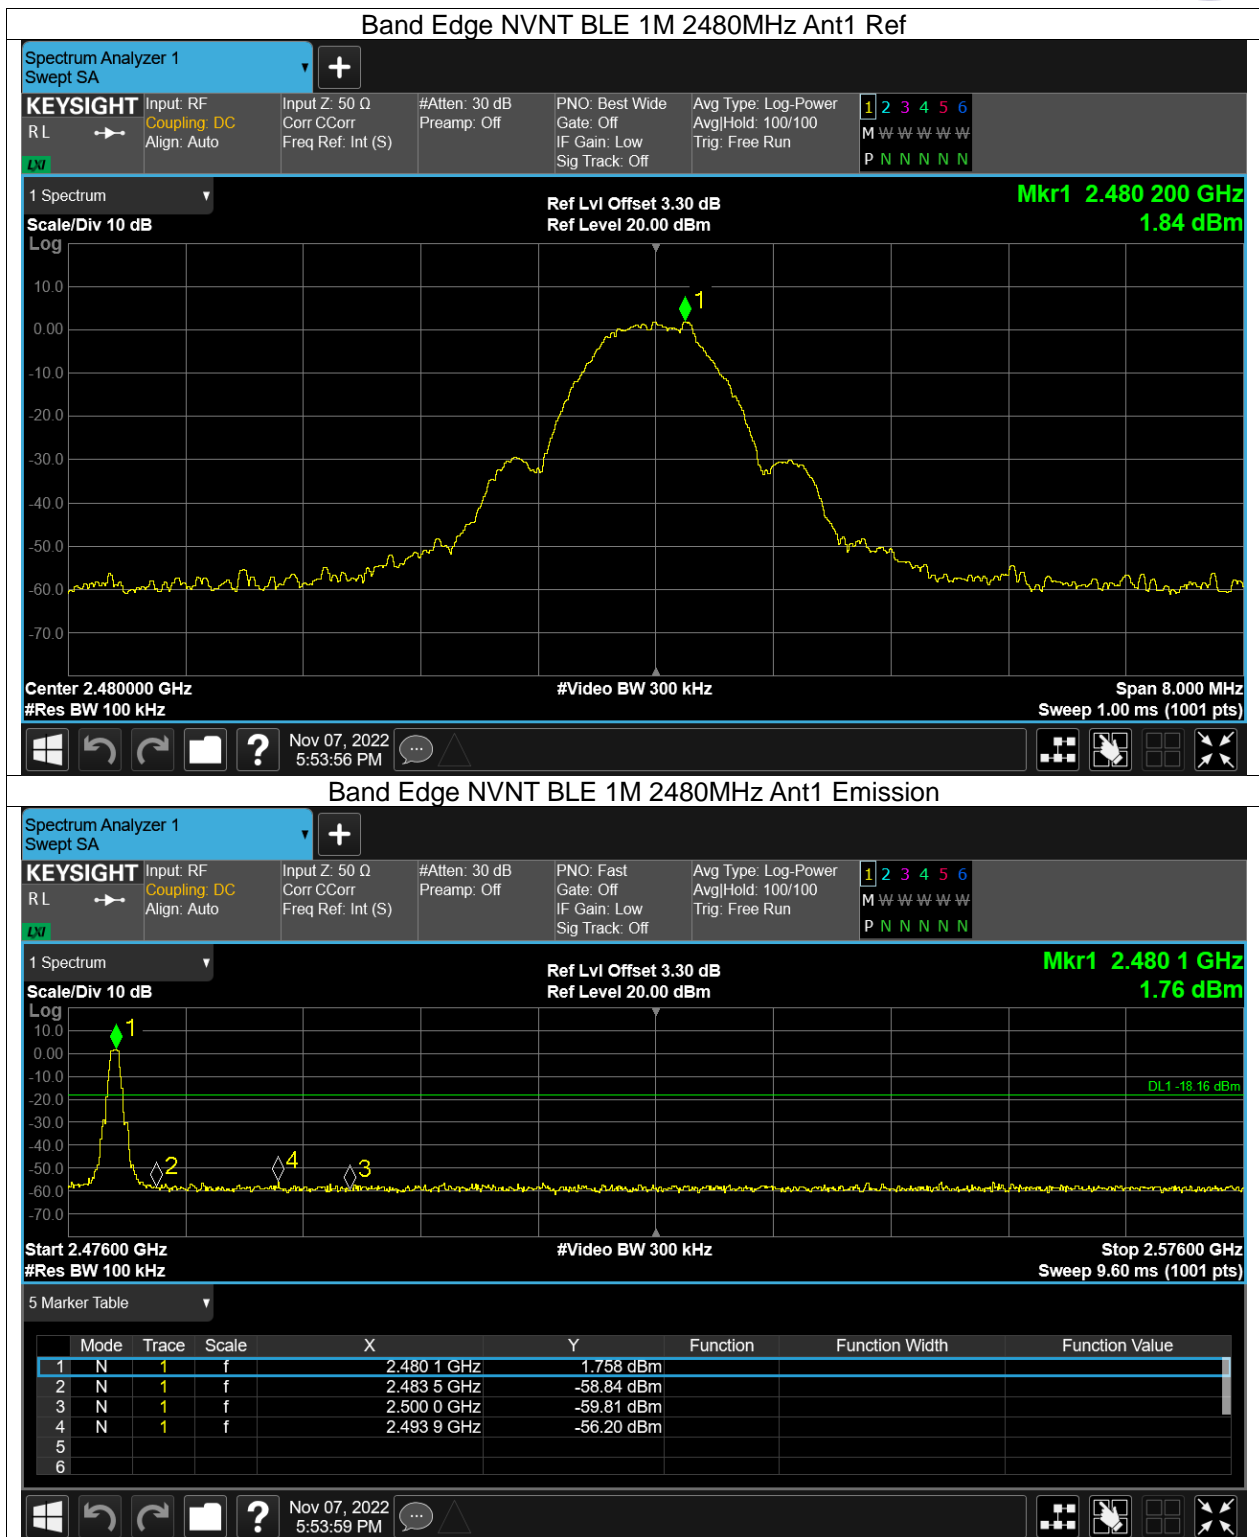 Band Edge NVNT BLE 1M 2480MHz Ant1 Ref
Spectrum Analyzer 1
Swept SA
KEYSIGHT
R L
LXI
Input: RF
Coupling: DC
Align: Auto
Input Z: 50 Ω
Corr CCorr
Freq Ref: Int (S)
#Atten: 30 dB
Preamp: Off
PNO: Best Wide
Gate: Off
IF Gain: Low
Sig Track: Off
Avg Type: Log-Power
Avg|Hold: 100/100
Trig: Free Run
1 2 3 4 5 6
M W W W W W
P N N N N N
1 Spectrum
Scale/Div 10 dB
Ref Lvl Offset 3.30 dB
Ref Level 20.00 dBm
Mkr1 2.480 200 GHz
1.84 dBm
Log
10.0
0.00
-10.0
-20.0
-30.0
-40.0
-50.0
-60.0
-70.0
1
Center 2.480000 GHz
#Res BW 100 kHz
#Video BW 300 kHz
Span 8.000 MHz
Sweep 1.00 ms (1001 pts)
Nov 07, 2022
5:53:56 PM
Band Edge NVNT BLE 1M 2480MHz Ant1 Emission
Spectrum Analyzer 1
Swept SA
KEYSIGHT
R L
LXI
Input: RF
Coupling: DC
Align: Auto
Input Z: 50 Ω
Corr CCorr
Freq Ref: Int (S)
#Atten: 30 dB
Preamp: Off
PNO: Fast
Gate: Off
IF Gain: Low
Sig Track: Off
Avg Type: Log-Power
Avg|Hold: 100/100
Trig: Free Run
1 2 3 4 5 6
M W W W W W
P N N N N N
1 Spectrum
Scale/Div 10 dB
Ref Lvl Offset 3.30 dB
Ref Level 20.00 dBm
Mkr1 2.480 1 GHz
1.76 dBm
Log
10.0
0.00
-10.0
-20.0
-30.0
-40.0
-50.0
-60.0
-70.0
1
2
4
3
DL1 -18.16 dBm
Start 2.47600 GHz
#Res BW 100 kHz
#Video BW 300 kHz
Stop 2.57600 GHz
Sweep 9.60 ms (1001 pts)
5 Marker Table
Mode Trace Scale X Y Function Function Width Function Value
1 N 1 f 2.480 1 GHz 1.758 dBm
2 N 1 f 2.483 5 GHz -58.84 dBm
3 N 1 f 2.500 0 GHz -59.81 dBm
4 N 1 f 2.493 9 GHz -56.20 dBm
5
6
Nov 07, 2022
5:53:59 PM